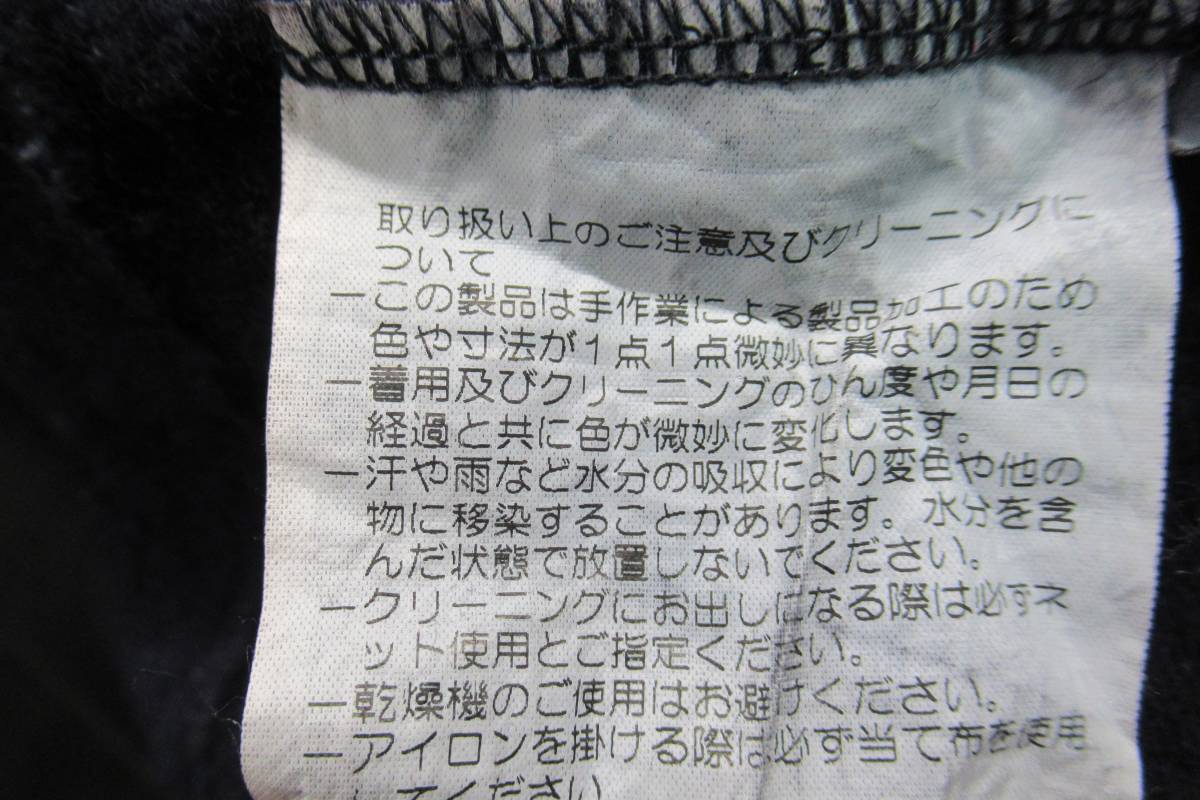 取り扱い上のご注意及びクリーニングに
ついて
ーこの製品は手作業による製品加工のため
色や寸法が1点1点微妙に異なります。
ー着用及びクリーニングのひん度や月日の
経過と共に色が微妙に変化します。
ー汗や雨など水分の吸収により変色や他の
物に移染することがあります。水分を含
んだ状態で放置しないでください。
ークリーニングにお出しになる際は必ずネ
ット使用とご指定ください。
ー乾燥機のご使用はお避けください。
ーアイロンを掛ける際は必ず当て布を使用
してください